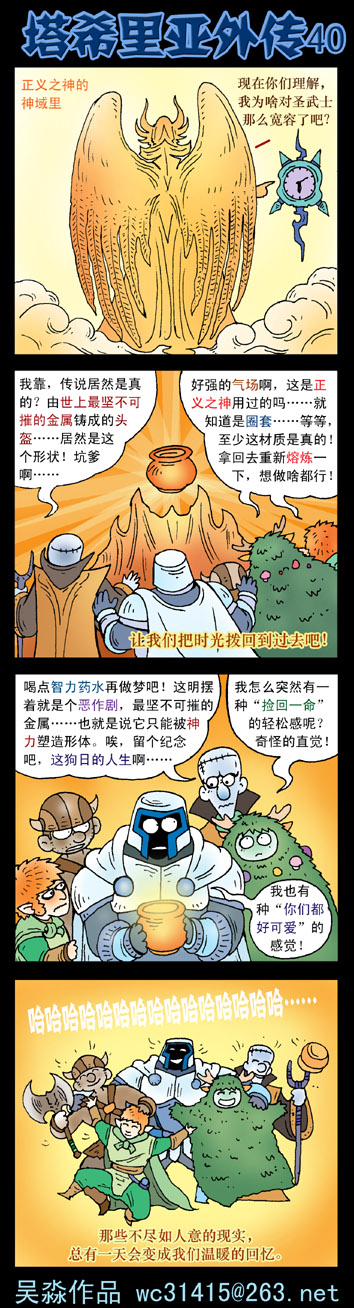 塔希里亚外传40
正义之神的
神域里
现在你们理解，
我为啥对圣武士
那么宽容了吧？
我靠，传说居然是真
的？由世上最坚不可
摧的金属铸成的头
盔……居然是这
个形状！坑爹
啊……
好强的气场啊，这是正
义之神用过的吗……就
知道是圈套……等等，
至少这材质是真的！
拿回去重新熔炼一
下，想做啥都行！
让我们把时光拨回到过去吧！
喝点智力药水再做梦吧！这明摆
着就是个恶作剧，最坚不可摧的
金属……也就是说它只能被神
力塑造形体。唉，留个纪念
吧，这狗日的人生啊……
我怎么突然有一
种“捡回一命”
的轻松感呢？
奇怪的直觉！
我也有
种“你们都
好可爱”的
感觉！
哈哈哈哈哈哈哈哈哈哈哈哈哈哈……
那些不尽如人意的现实，
总有一天会变成我们温暖的回忆。
吴淼作品 wc31415@263.net